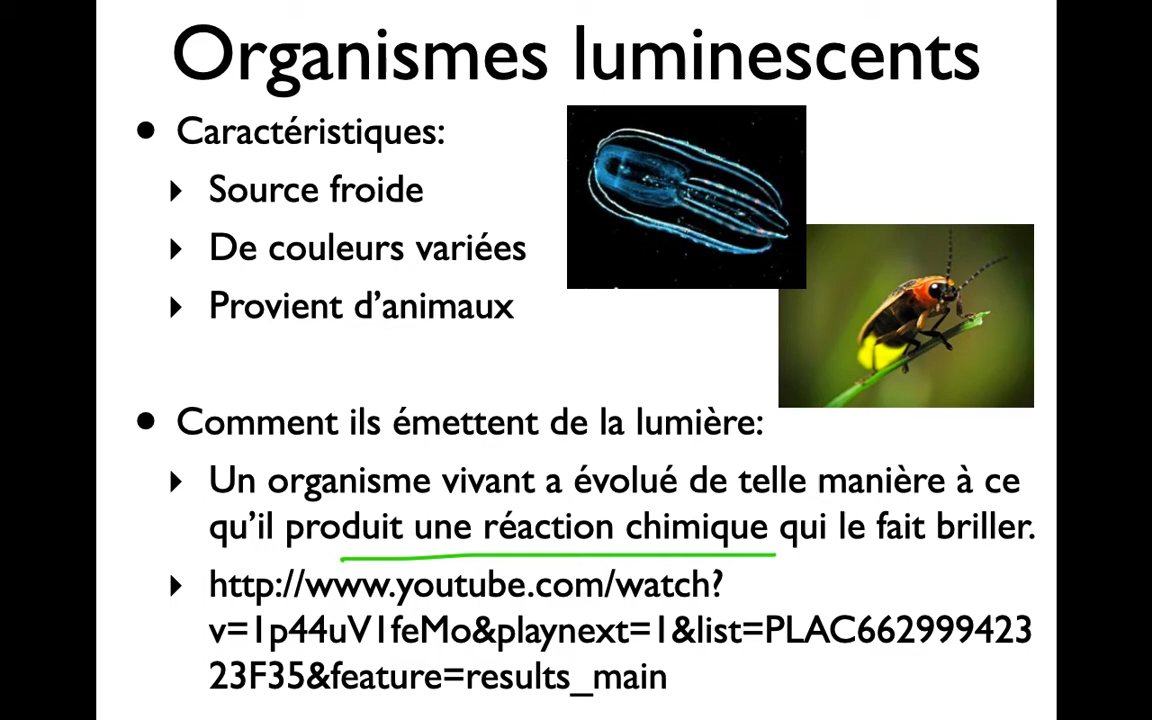 Organismes luminescents
Caractéristiques:
Source froide
De couleurs variées
Provient d'animaux
Comment ils émettent de la lumière:
Un organisme vivant a évolué de telle manière à ce
qu'il produit une réaction chimique qui le fait briller.
http://www.youtube.com/watch?
v=1p44uV1feMo&playnext=1&list=PLAC662999423
23F35&feature=results_main